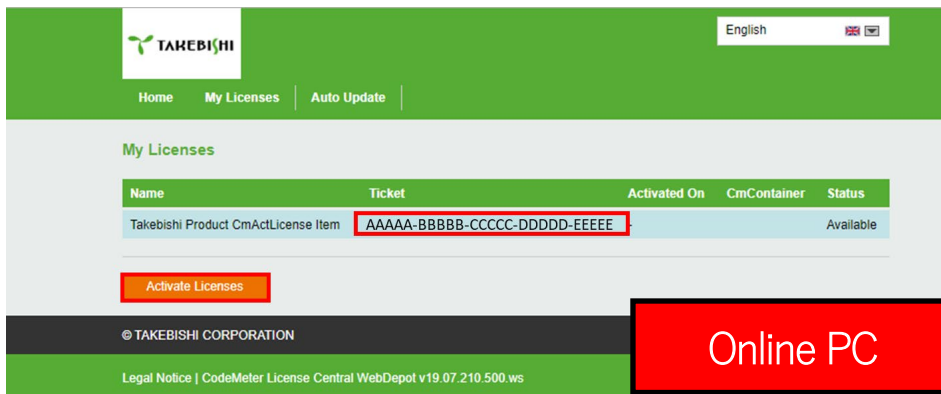 TAKEBISHI
English
Home My Licenses Auto Update
My Licenses
Name Ticket Activated On CmContainer Status
Takebishi Product CmActLicense Item AAAAA-BBBBB-CCCCC-DDDDD-EEEEE - Available
Activate Licenses
© TAKEBISHI CORPORATION
Online PC
Legal Notice | CodeMeter License Central WebDepot v19.07.210.500.ws